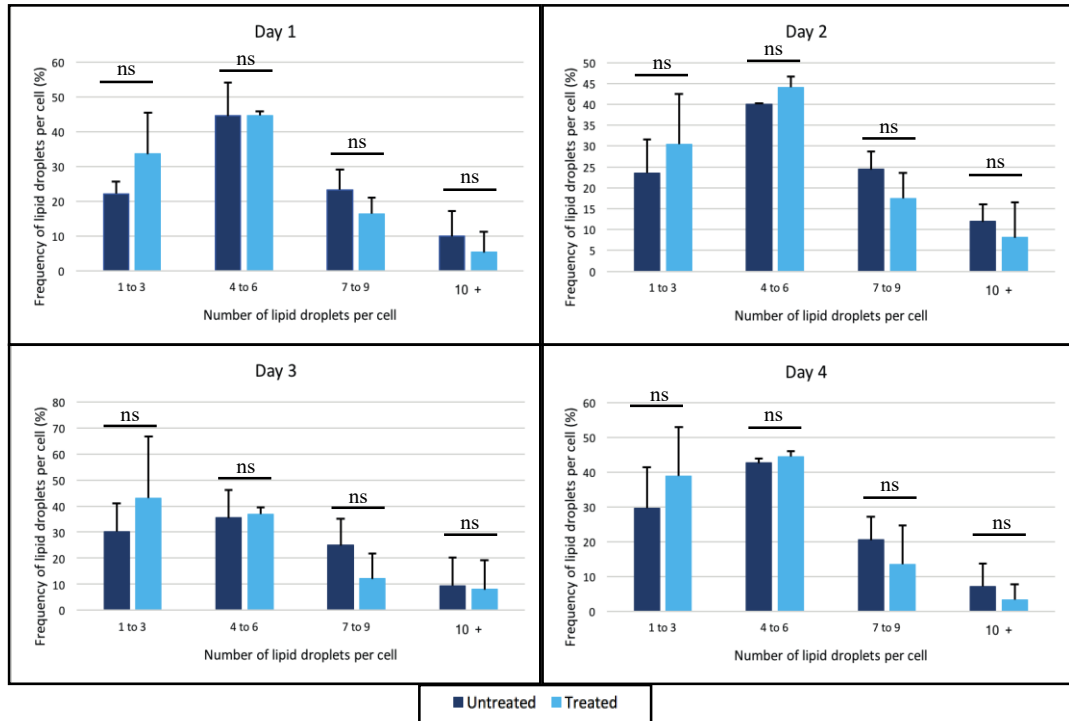 Day 1
Frequency of lipid droplets per cell (%)
60
50
40
30
20
10
0
ns
ns
ns
ns
1 to 3
4 to 6
7 to 9
10 +
Number of lipid droplets per cell
Day 2
Frequency of lipid droplets per cell (%)
50
45
40
35
30
25
20
15
10
5
0
ns
ns
ns
ns
1 to 3
4 to 6
7 to 9
10 +
Number of lipid droplets per cell
Day 3
Frequency of lipid droplets per cell (%)
80
70
60
50
40
30
20
10
0
ns
ns
ns
ns
1 to 3
4 to 6
7 to 9
10 +
Number of lipid droplets per cell
Day 4
Frequency of lipid droplets per cell (%)
60
50
40
30
20
10
0
ns
ns
ns
ns
1 to 3
4 to 6
7 to 9
10 +
Number of lipid droplets per cell
Untreated Treated